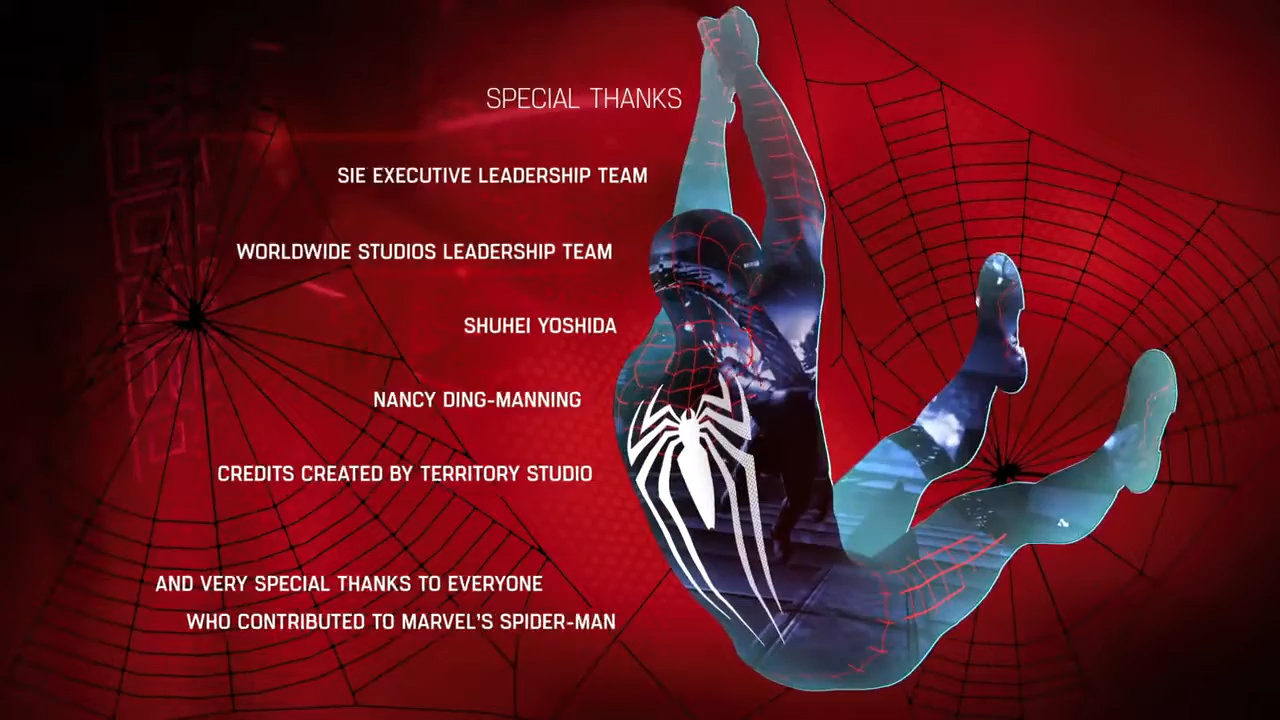 SPECIAL THANKS
SIE EXECUTIVE LEADERSHIP TEAM
WORLDWIDE STUDIOS LEADERSHIP TEAM
SHUHEI YOSHIDA
NANCY DING-MANNING
CREDITS CREATED BY TERRITORY STUDIO
AND VERY SPECIAL THANKS TO EVERYONE
WHO CONTRIBUTED TO MARVEL'S SPIDER-MAN